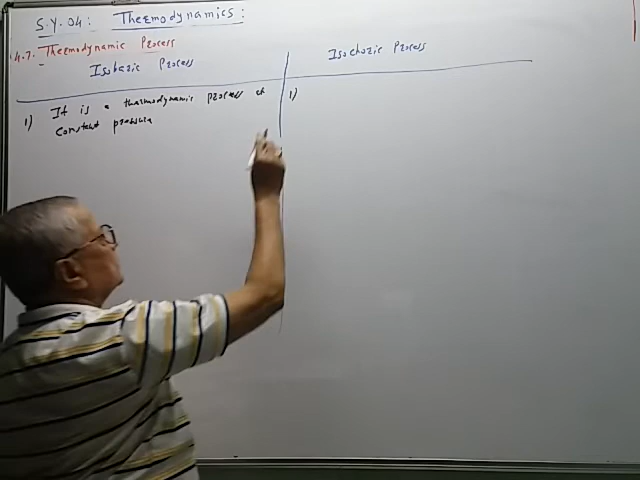 S.Y. 04: Thermodynamics:
4.7. Thermodynamic Process
Isobaric Process
Isochoric Process
1) It is a thermodynamic process at
constant pressure
1)